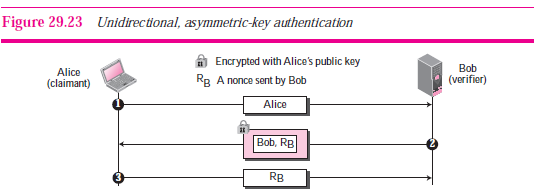 Figure 29.23 Unidirectional, asymmetric-key authentication
Encrypted with Alice's public key
Alice
(claimant)
RB A nonce sent by Bob
Bob
(verifier)
1
Alice
Bob, RB
2
3
RB